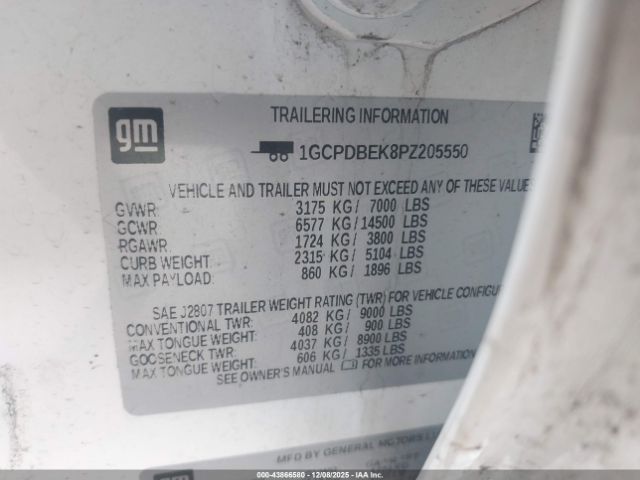 gm
TRAILERING INFORMATION
1GCPDBEK8PZ205550
VEHICLE AND TRAILER MUST NOT EXCEED ANY OF THESE VALUES
GVWR: 3175 KG / 7000 LBS
GCWR: 6577 KG / 14500 LBS
RGAWR: 1724 KG / 3800 LBS
CURB WEIGHT: 2315 KG / 5104 LBS
MAX PAYLOAD: 860 KG / 1896 LBS
SAE J2807 TRAILER WEIGHT RATING (TWR) FOR VEHICLE CONFIGU
CONVENTIONAL TWR: 4082 KG / 9000 LBS
MAX TONGUE WEIGHT: 408 KG / 900 LBS
GOOSENECK TWR: 4037 KG / 8900 LBS
MAX TONGUE WEIGHT: 606 KG / 1335 LBS
SEE OWNER'S MANUAL FOR MORE INFORMATION
MFD BY GENERAL MOTORS L
000-43866580 - 12/08/2025 - IAAI.COM